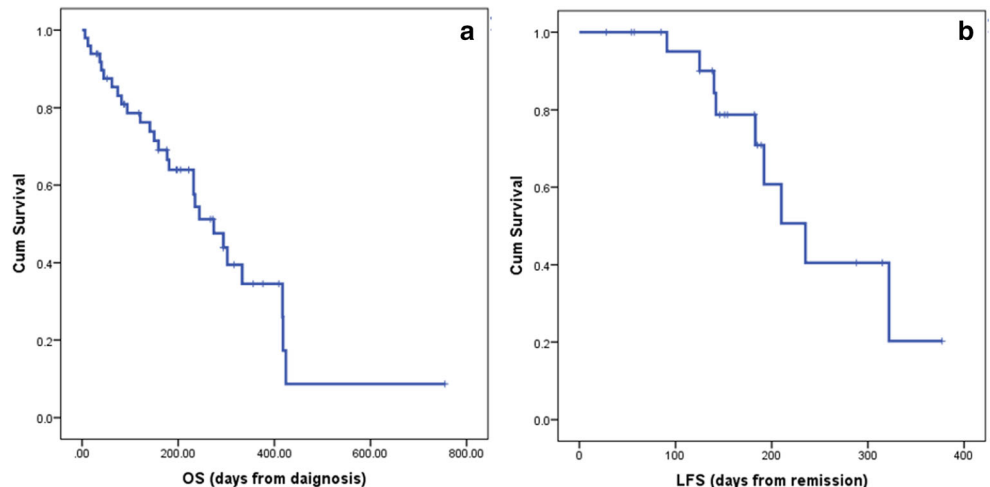 a
1.0
0.8
0.6
0.4
0.2
0.0
Cum Survival
.00 200.00 400.00 600.00 800.00
OS (days from daignosis)
b
1.0
0.8
0.6
0.4
0.2
0.0
Cum Survival
0 100 200 300 400
LFS (days from remission)